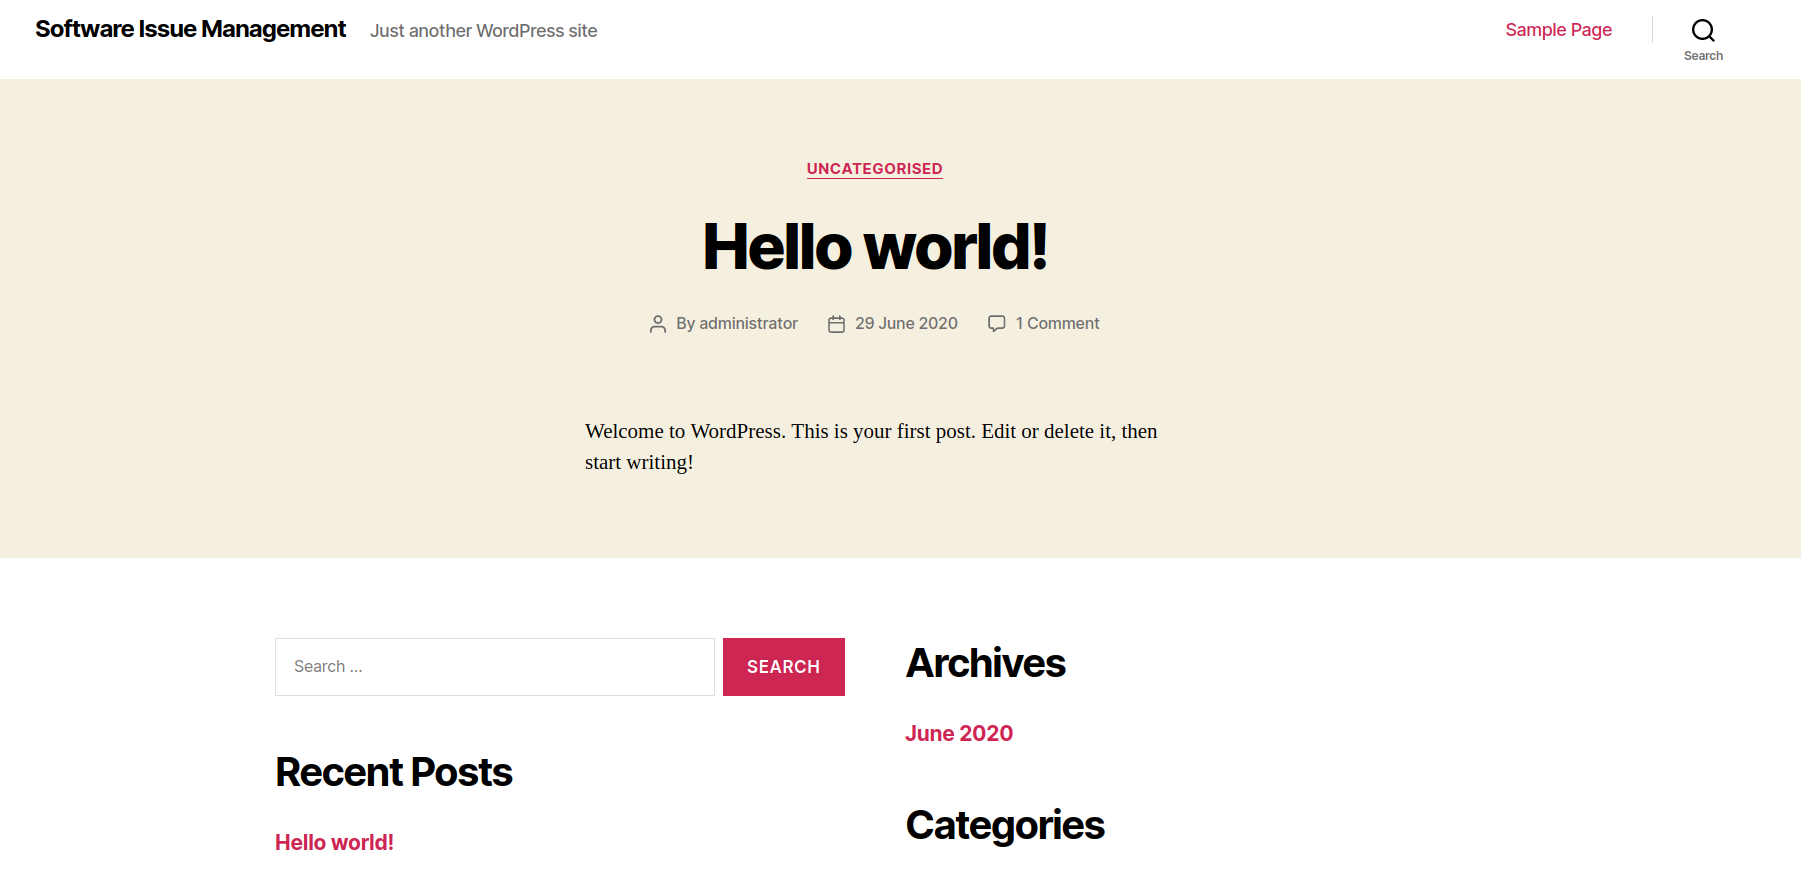 Software Issue Management
Just another WordPress site
Sample Page
Search
UNCATEGORISED
Hello world!
By administrator
29 June 2020
1 Comment
Welcome to WordPress. This is your first post. Edit or delete it, then
start writing!
Search …
SEARCH
Recent Posts
Hello world!
Archives
June 2020
Categories